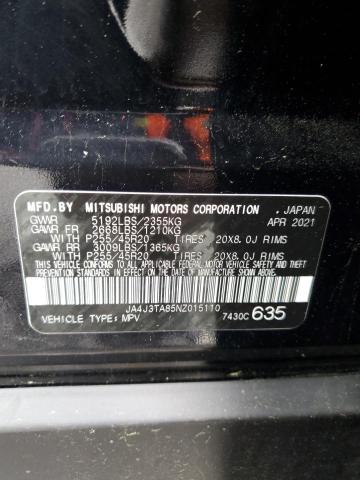 MFD.BY MITSUBISHI MOTORS CORPORATION, JAPAN
GVWR 5192LBS/2355KG APR 2021
GAWR FR 2668LBS/1210KG
WITH P255/45R20 TIRES 20X8.0J RIMS
GAWR RR 3009LBS/1365KG
WITH P255/45R20 TIRES 20X8.0J RIMS
THIS VEHICLE CONFORMS TO ALL APPLICABLE FEDERAL MOTOR VEHICLE SAFETY STANDARDS IN EFFECT ON THE DATE OF MANUFACTURE SHOWN ABOVE.
JA4J3TA85NZ015110
VEHICLE TYPE: MPV 7430C 635